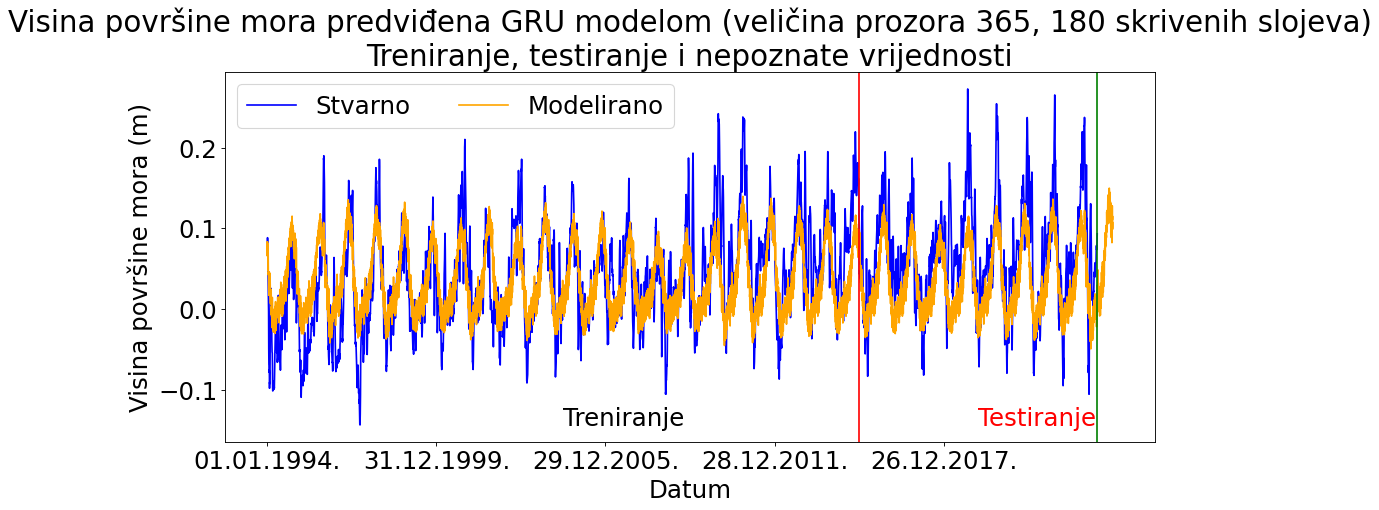 Visina površine mora predviđena GRU modelom (veličina prozora 365, 180 skrivenih slojeva)
Treniranje, testiranje i nepoznate vrijednosti
Stvarno Modelirano
Visina površine mora (m)
0.2
0.1
0.0
−0.1
Treniranje Testiranje
01.01.1994. 31.12.1999. 29.12.2005. 28.12.2011. 26.12.2017.
Datum